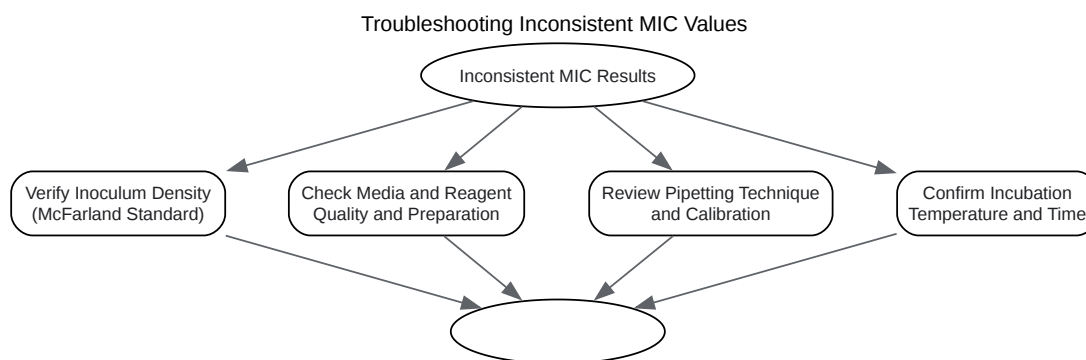 Troubleshooting Inconsistent MIC Values
Inconsistent MIC Results
Verify Inoculum Density
(McFarland Standard)
Check Media and Reagent
Quality and Preparation
Review Pipetting Technique
and Calibration
Confirm Incubation
Temperature and Time